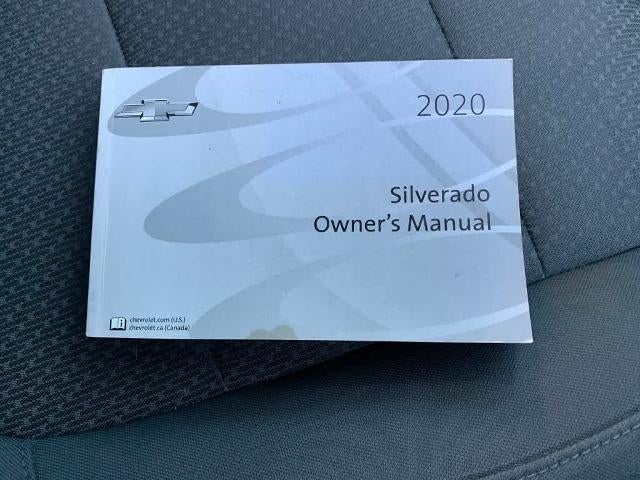 2020
Silverado
Owner's Manual
chevrolet.com (U.S.)
chevrolet.ca (Canada)